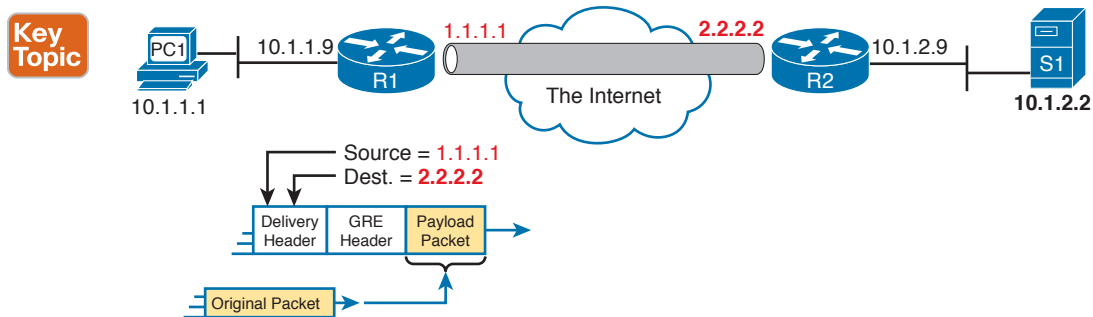 Key
Topic
PC1
10.1.1.1
10.1.1.9
R1
1.1.1.1
The Internet
2.2.2.2
R2
10.1.2.9
S1
10.1.2.2
Source = 1.1.1.1
Dest. = 2.2.2.2
Delivery
Header
GRE
Header
Payload
Packet
Original Packet